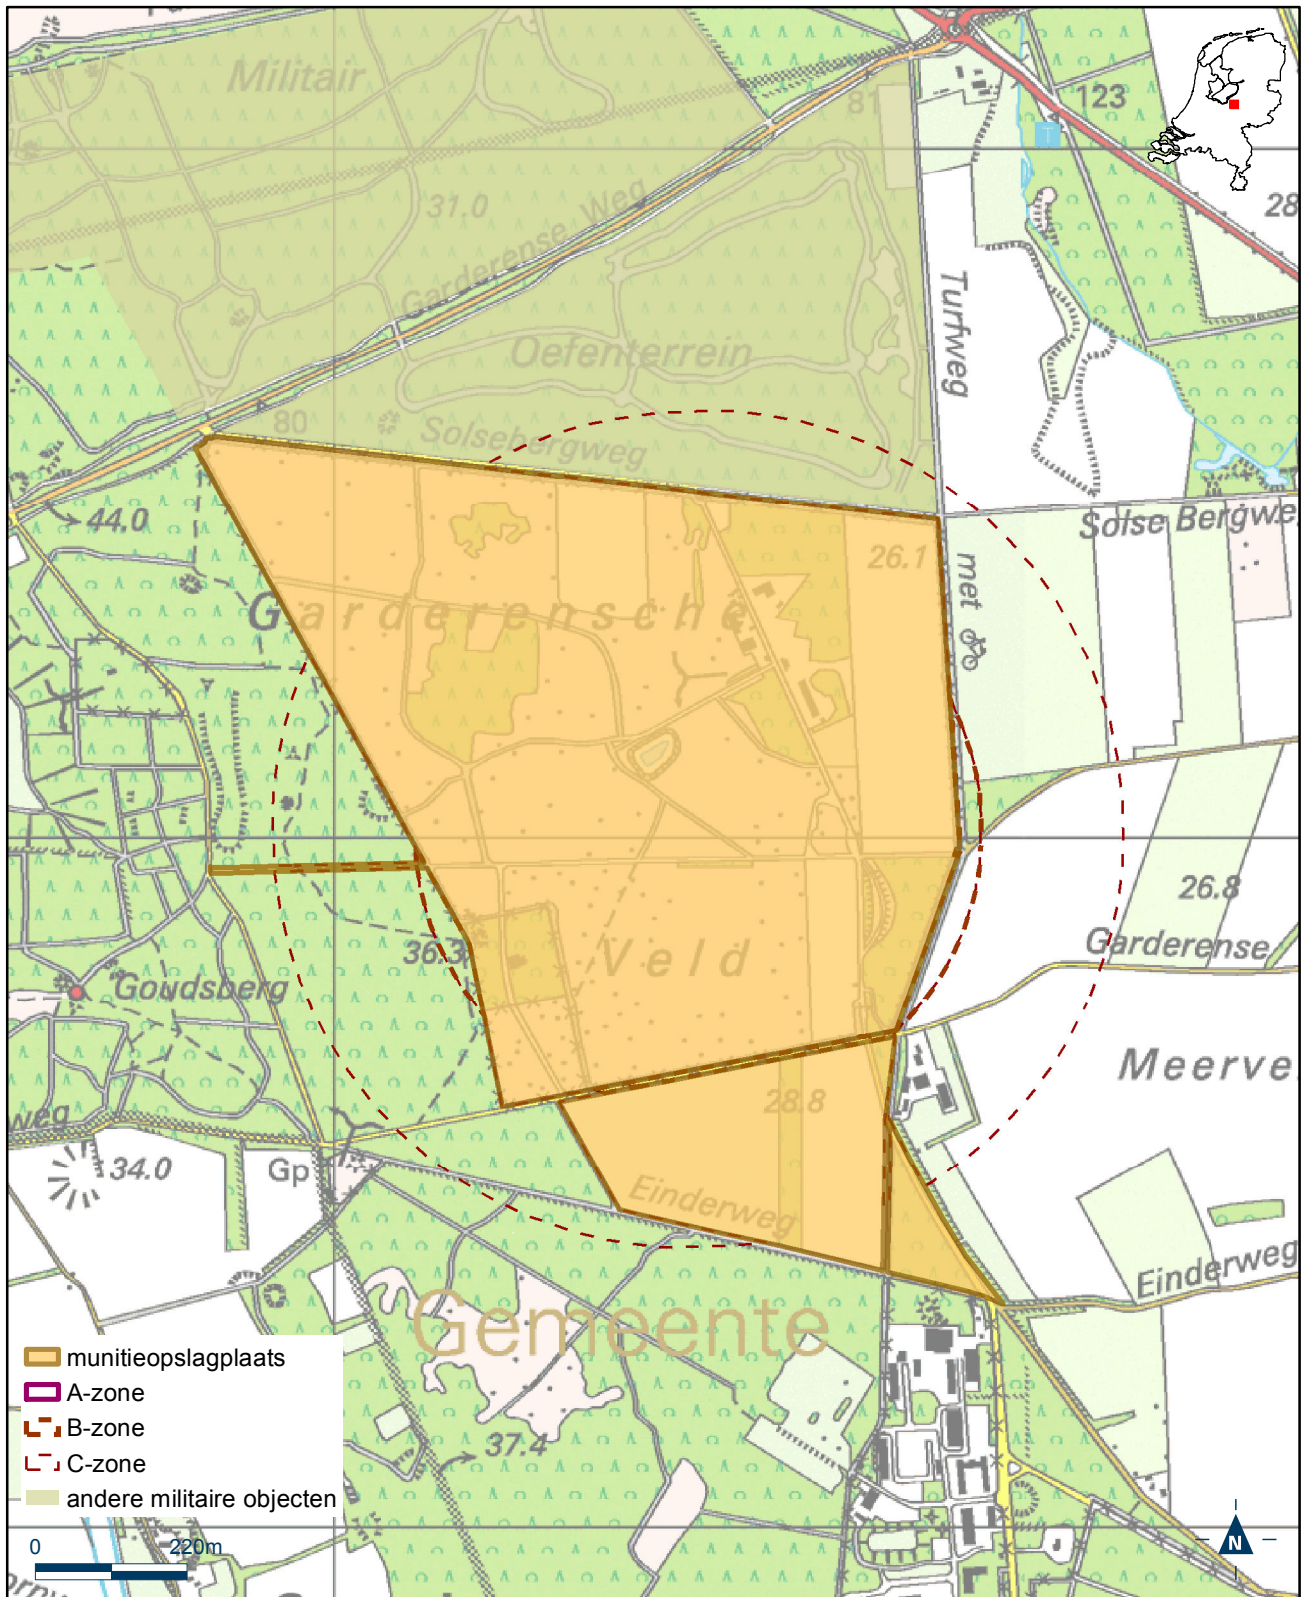 Militair
81
123
28
31.0
Garderense Weg
Turfweg
Oefenterrein
80
Solsebergweg
44.0
Solse Bergwe
26.1
met
Garderensche
26.8
36.3
Veld
Garderense
Goudsberg
Meerve
28.8
weg
34.0
Gp
Einderweg
Einderweg
Gemeente
munitieopslagplaats
A-zone
B-zone
C-zone
andere militaire objecten
37.4
0 220m
N